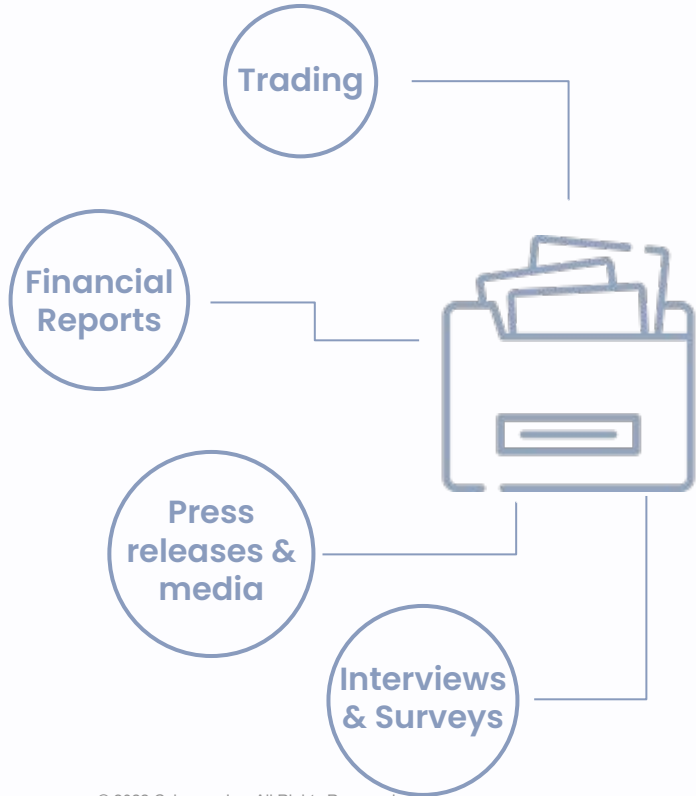 Trading
Financial
Reports
Press
releases &
media
Interviews
& Surveys